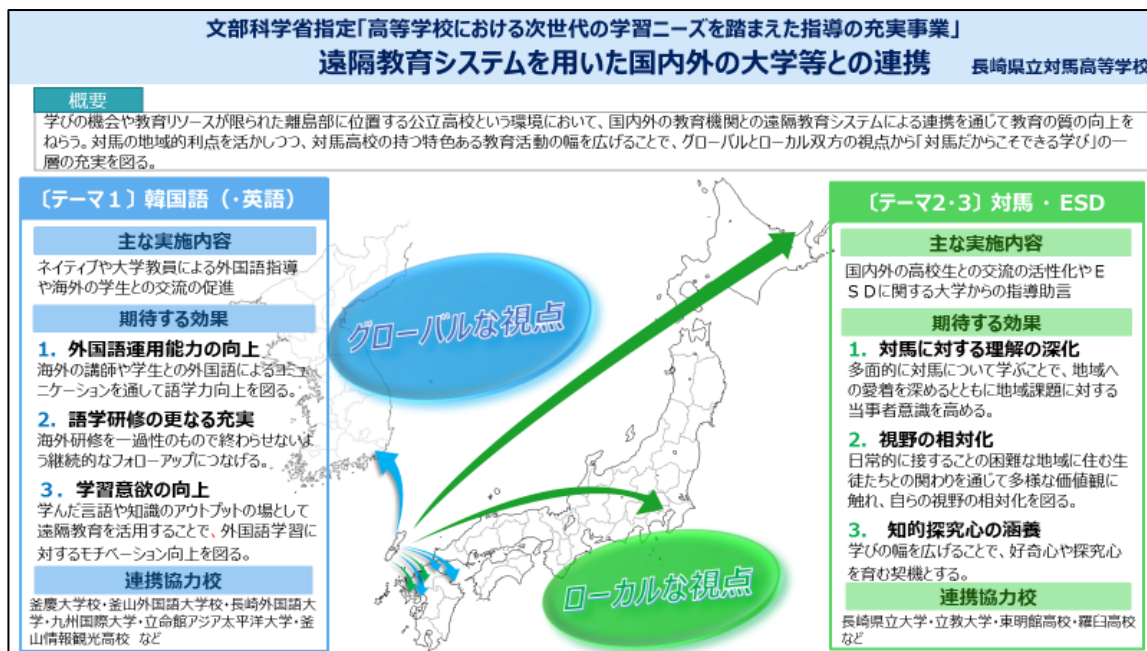 文部科学省指定「高等学校における次世代の学習ニーズを踏まえた指導の充実事業」
遠隔教育システムを用いた国内外の大学等との連携
長崎県立対馬高等学校
概要
学びの機会や教育リソースが限られた離島部に位置する公立高校という環境において、国内外の教育機関との遠隔教育システムによる連携を通じて教育の質の向上を
ねらう。対馬の地域的利点を活かしつつ、対馬高校の持つ特色ある教育活動の幅を広げることで、グローバルとローカル双方の視点から「対馬だからこそできる学び」の一
層の充実を図る。
〔テーマ1〕韓国語（・英語）
主な実施内容
ネイティブや大学教員による外国語指導
や海外の学生との交流の促進
期待する効果
1. 外国語運用能力の向上
海外の講師や学生との外国語によるコミュ
ニケーションを通して語学力向上を図る。
2. 語学研修の更なる充実
海外研修を一過性のもので終わらせないよ
う継続的なフォローアップにつなげる。
3. 学習意欲の向上
学んだ言語や知識のアウトプットの場として
遠隔教育を活用することで、外国語学習に
対するモチベーション向上を図る。
連携協力校
釜慶大学校・釜山外国語大学校・長崎外国語大
学・九州国際大学・立命館アジア太平洋大学・釜
山情報観光高校 など
グローバルな視点
ローカルな視点
〔テーマ2・3〕対馬・ESD
主な実施内容
国内外の高校生との交流の活性化やE
SDに関する大学からの指導助言
期待する効果
1. 対馬に対する理解の深化
多面的に対馬について学ぶことで、地域へ
の愛着を深めるとともに地域課題に対する
当事者意識を高める。
2. 視野の相対化
日常的に接することの困難な地域に住む生
徒たちとの関わりを通じて多様な価値観に
触れ、自らの視野の相対化を図る。
3. 知的探究心の涵養
学びの幅を広げることで、好奇心や探究心
を育む契機とする。
連携協力校
長崎県立大学・立教大学・東明館高校・羅臼高校
など